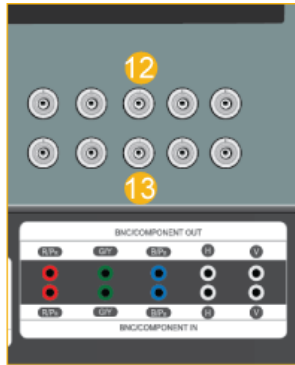 12
13
BNC/COMPONENT OUT
R/PR G/Y B/PB H V
R/PR G/Y B/PB H V
BNC/COMPONENT IN